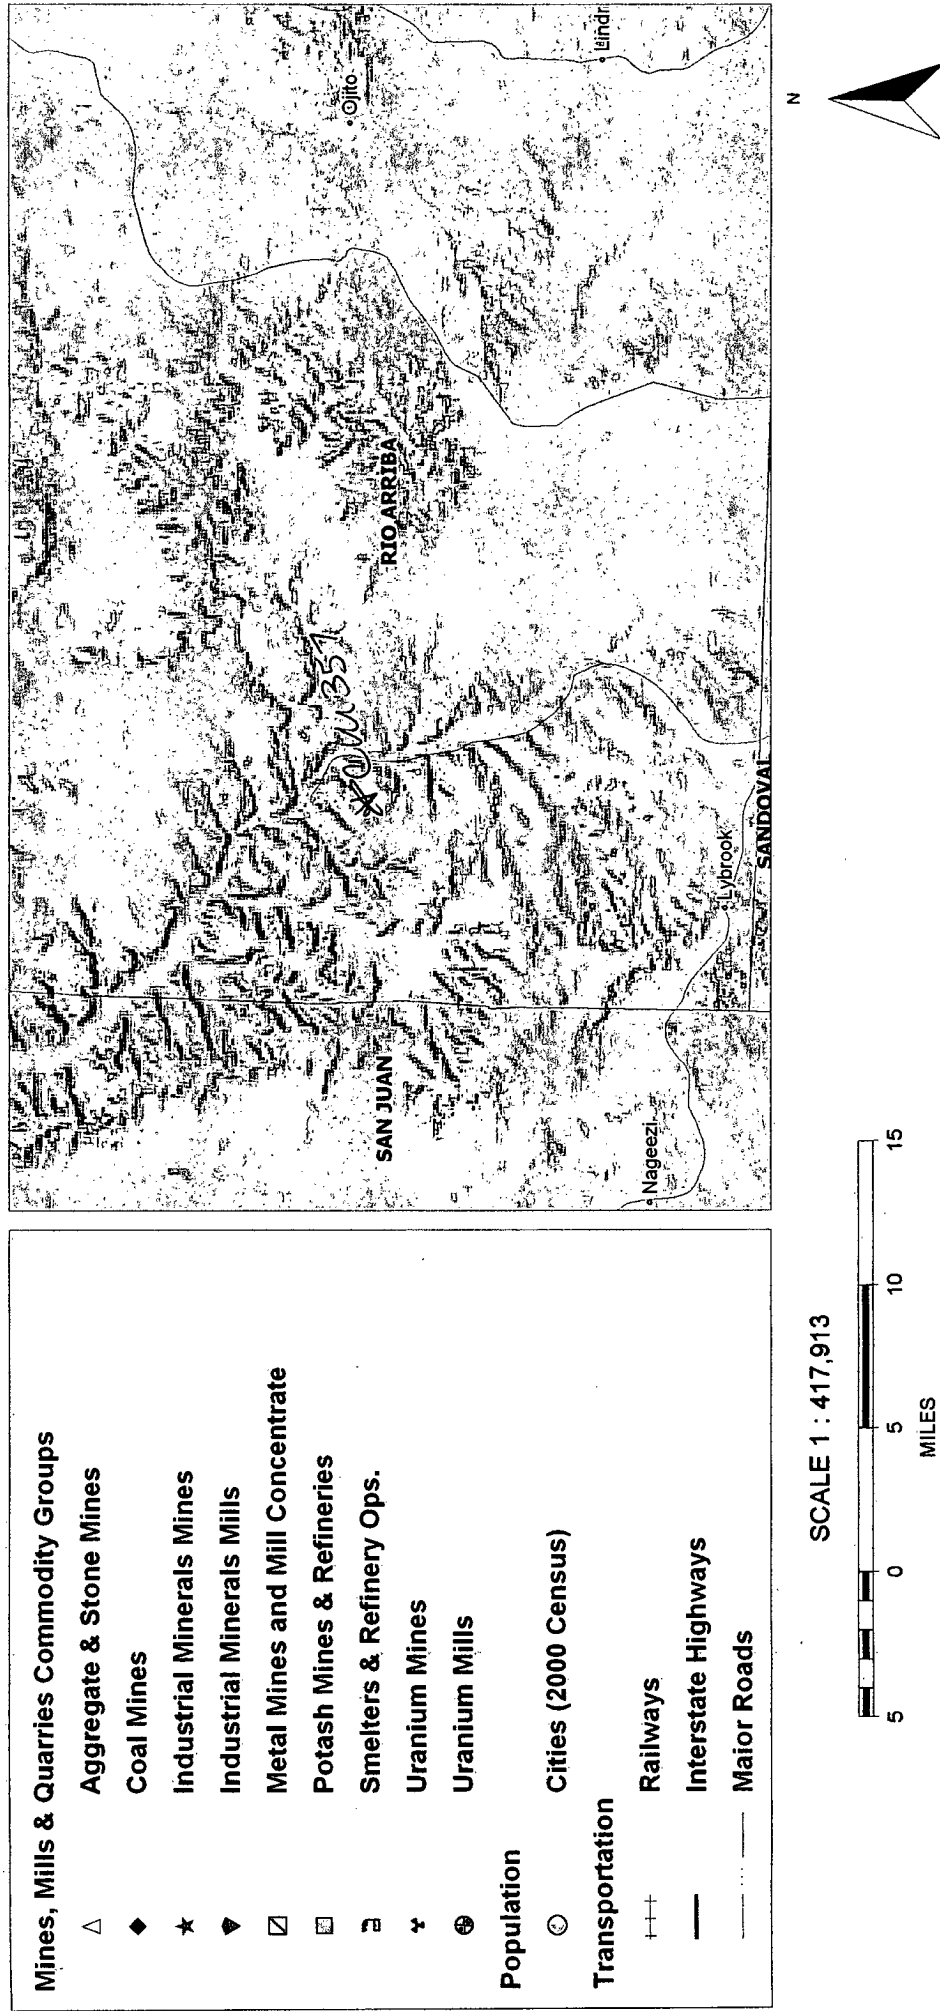 Mines, Mills & Quarries Commodity Groups
Aggregate & Stone Mines
Coal Mines
Industrial Minerals Mines
Industrial Minerals Mills
Metal Mines and Mill Concentrate
Potash Mines & Refineries
Smelters & Refinery Ops.
Uranium Mines
Uranium Mills
Population
Cities (2000 Census)
Transportation
Railways
Interstate Highways
Major Roads
Ojito
Lindr
RIO ARRIBA
SAN JUAN
Nageezi
Lybrook
SANDOVAL
N
SCALE 1 : 417,913
5 0 5 10 15
MILES